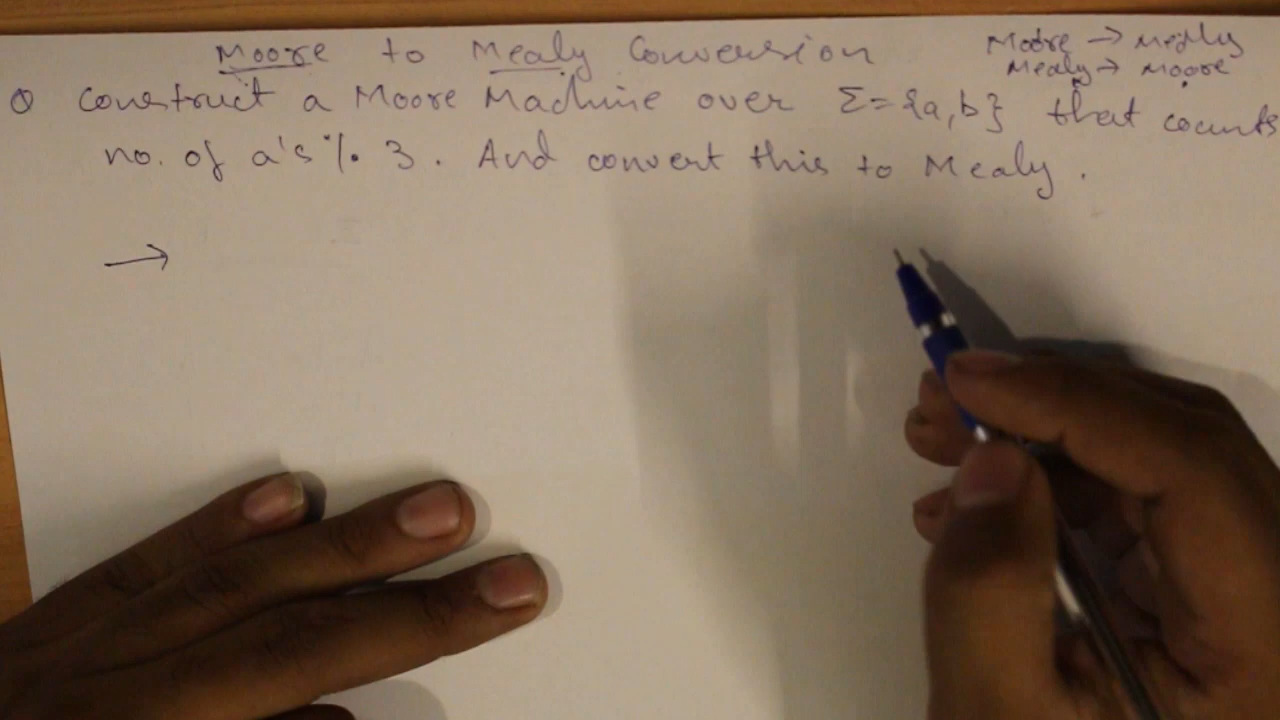 Moore to Mealy Conversion
Moore → Mealy
Mealy → Moore
Q Construct a Moore Machine over Σ={a,b} that counts
no. of a's % 3. And convert this to Mealy.
→